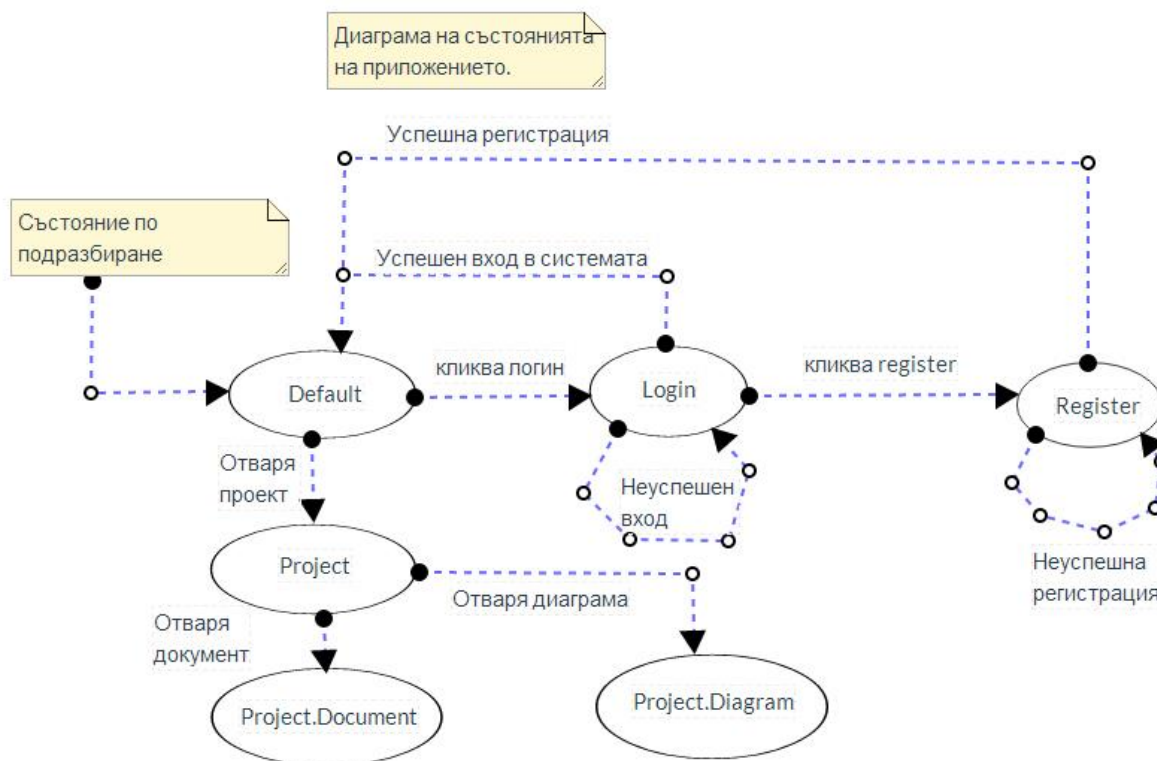 Диаграма на състоянията
на приложението.
Успешна регистрация
Състояние по
подразбиране
Успешен вход в системата
Default
кликва логин
Login
кликва register
Register
Отваря
проект
Неуспешен
вход
Project
Отваря диаграма
Неуспешна
регистрация
Отваря
документ
Project.Document
Project.Diagram